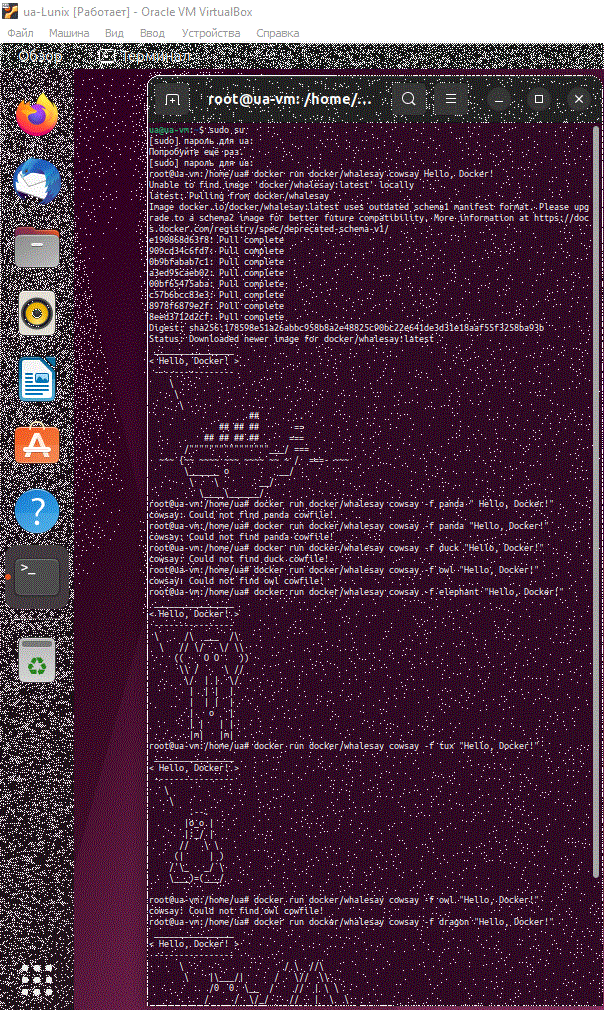 ua-Lunix [Работает] - Oracle VM VirtualBox
Файл Машина Вид Ввод Устройства Справка
Обзор Терминал
root@ua-vm: /home/...
ua@ua-vm: $ sudo su
[sudo] пароль для ua:
Попробуйте ещё раз.
[sudo] пароль для ua:
root@ua-vm:/home/ua# docker run docker/whalesay cowsay Hello, Docker!
Unable to find image 'docker/whalesay:latest' locally
latest: Pulling from docker/whalesay
Image docker.io/docker/whalesay:latest uses outdated schema1 manifest format. Please upg
rade to a schema2 image for better future compatibility. More information at https://doc
s.docker.com/registry/spec/deprecated-schema-v1/
e190868d63f8: Pull complete
909cd34c6fd7: Pull complete
0b9bfabab7c1: Pull complete
a3ed95caeb02: Pull complete
00bf65475aba: Pull complete
c57b6bcc83e3: Pull complete
8978f6879e2f: Pull complete
8eed3712d2cf: Pull complete
Digest: sha256:178598e51a26abbc958b8a2e48825c90bc22e641de3d31e18aaf55f3258ba93b
Status: Downloaded newer image for docker/whalesay:latest
< Hello, Docker! >
root@ua-vm:/home/ua# docker run docker/whalesay cowsay -f panda " Hello, Docker!"
cowsay: Could not find panda cowfile!
root@ua-vm:/home/ua# docker run docker/whalesay cowsay -f panda "Hello, Docker!"
cowsay: Could not find panda cowfile!
root@ua-vm:/home/ua# docker run docker/whalesay cowsay -f duck "Hello, Docker!"
cowsay: Could not find duck cowfile!
root@ua-vm:/home/ua# docker run docker/whalesay cowsay -f owl "Hello, Docker!"
cowsay: Could not find owl cowfile!
root@ua-vm:/home/ua# docker run docker/whalesay cowsay -f elephant "Hello, Docker!"
< Hello, Docker! >
root@ua-vm:/home/ua# docker run docker/whalesay cowsay -f tux "Hello, Docker!"
< Hello, Docker! >
root@ua-vm:/home/ua# docker run docker/whalesay cowsay -f owl "Hello, Docker!"
cowsay: Could not find owl cowfile!
root@ua-vm:/home/ua# docker run docker/whalesay cowsay -f dragon "Hello, Docker!"
< Hello, Docker! >